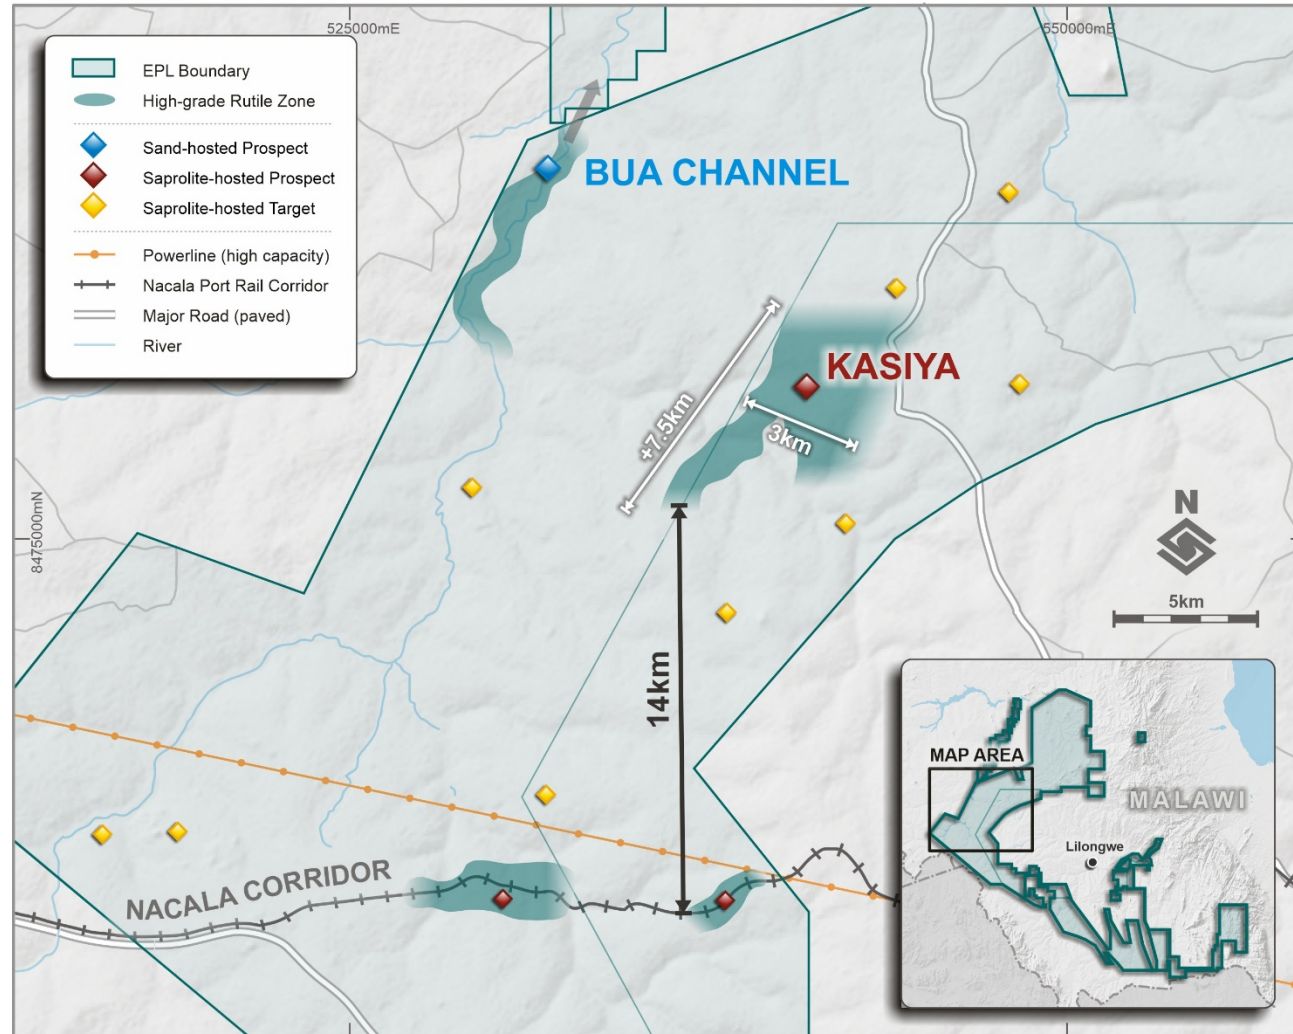 525000mE
550000mE
EPL Boundary
High-grade Rutile Zone
Sand-hosted Prospect
Saprolite-hosted Prospect
Saprolite-hosted Target
Powerline (high capacity)
Nacala Port Rail Corridor
Major Road (paved)
River
BUA CHANNEL
KASIYA
+7.5km
3km
8475000mN
N
5km
14km
NACALA CORRIDOR
MAP AREA
MALAWI
Lilongwe